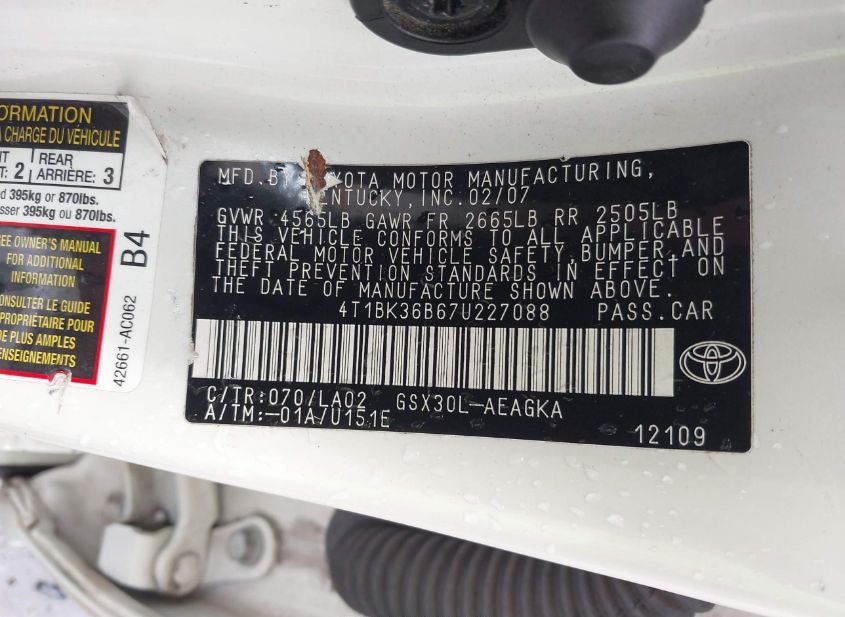 ORMATION
A CHARGE DU VÉHICULE
NT REAR
T: 2 ARRIÈRE: 3
d 395kg or 870lbs.
sser 395kg ou 870lbs.
EE OWNER'S MANUAL
FOR ADDITIONAL
INFORMATION
ONSULTER LE GUIDE
PROPRIÉTAIRE POUR
DE PLUS AMPLES
ENSEIGNEMENTS
B4
42661-AC062
MFD.BY TOYOTA MOTOR MANUFACTURING,
KENTUCKY, INC. 02/07
GVWR 4565LB GAWR FR 2665LB RR 2505LB
THIS VEHICLE CONFORMS TO ALL APPLICABLE
FEDERAL MOTOR VEHICLE SAFETY, BUMPER, AND
THEFT PREVENTION STANDARDS IN EFFECT ON
THE DATE OF MANUFACTURE SHOWN ABOVE.
4T1BK36B67U227088 PASS.CAR
C/TR:070/LA02 GSX30L-AEAGKA
A/TM:-01A/U151E
12109